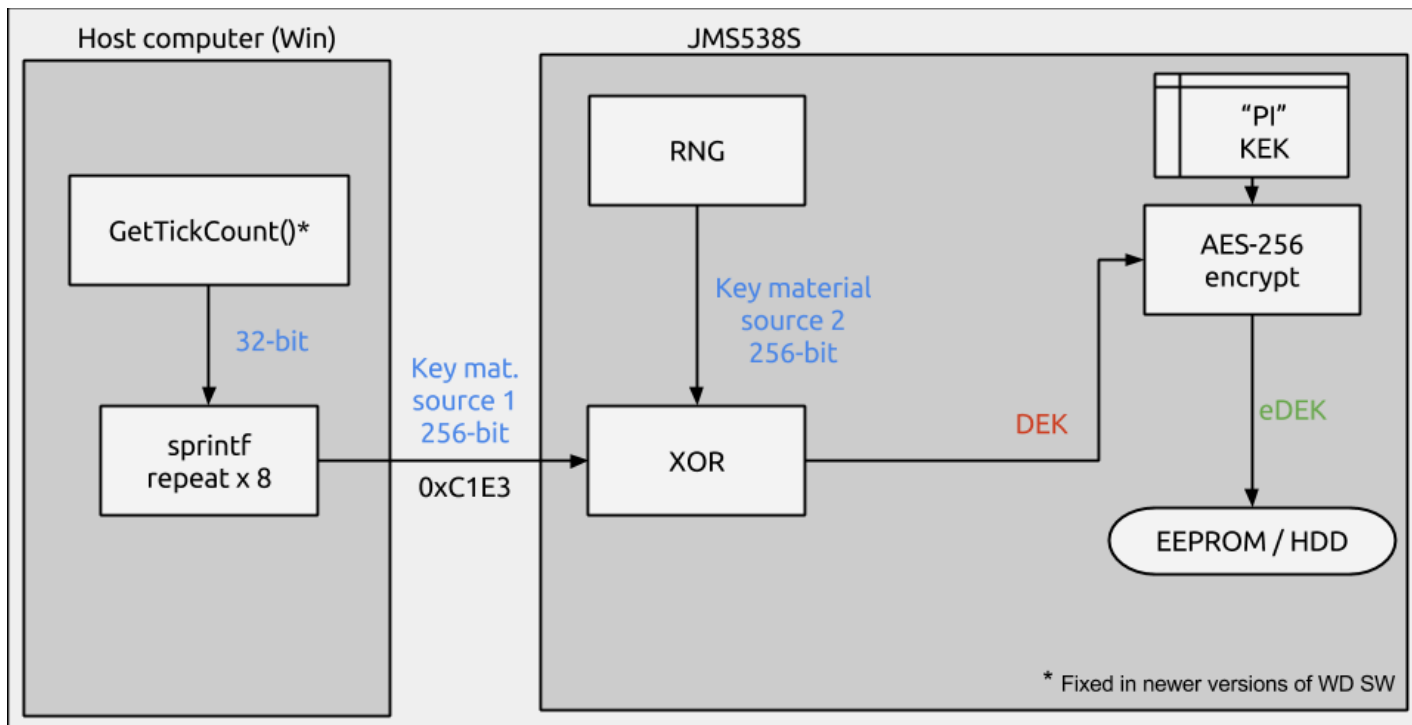 Host computer (Win)
JMS538S
GetTickCount()*
32-bit
sprintf
repeat x 8
Key mat.
source 1
256-bit
0xC1E3
RNG
Key material
source 2
256-bit
XOR
DEK
“PI”
KEK
AES-256
encrypt
eDEK
EEPROM / HDD
* Fixed in newer versions of WD SW